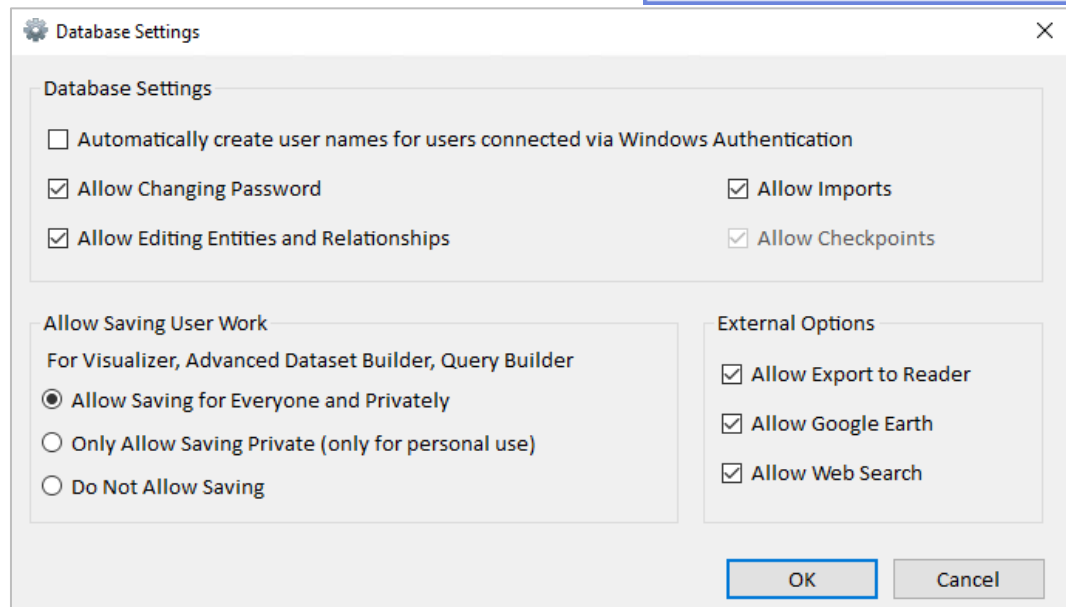 Database Settings
Database Settings
Automatically create user names for users connected via Windows Authentication
Allow Changing Password
Allow Imports
Allow Editing Entities and Relationships
Allow Checkpoints
Allow Saving User Work
For Visualizer, Advanced Dataset Builder, Query Builder
Allow Saving for Everyone and Privately
Only Allow Saving Private (only for personal use)
Do Not Allow Saving
External Options
Allow Export to Reader
Allow Google Earth
Allow Web Search
OK
Cancel